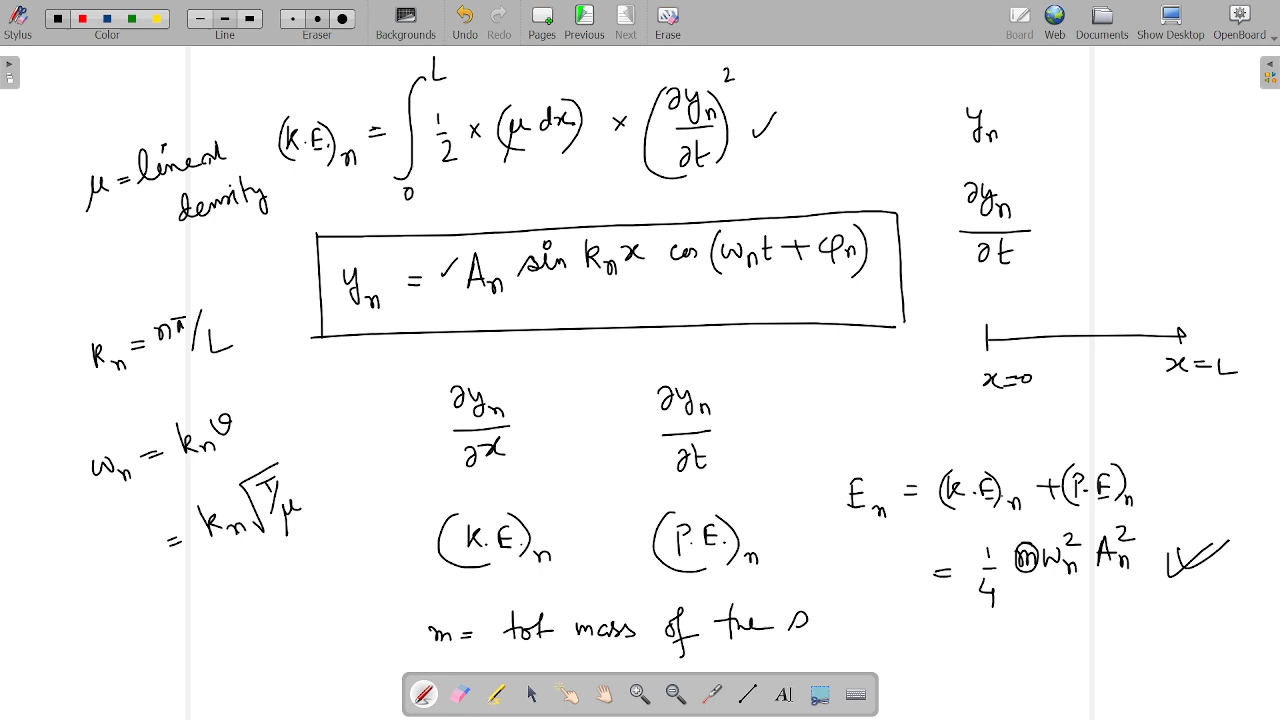 Stylus
Color
Line
Eraser
Backgrounds
Undo
Redo
Pages
Previous
Next
Erase
Board
Web
Documents
Show Desktop
OpenBoard
(K.E.)ₙ = ∫₀ᴸ 1/2 × (μ dx) × (∂yₙ/∂t)² ✓
μ = linear
density
yₙ
∂yₙ/∂t
yₙ = ✓ Aₙ sin kₙx cos (ωₙt + φₙ)
kₙ = nπ/L
x=0
x=L
ωₙ = kₙv
= kₙ√T/μ
∂yₙ/∂x
∂yₙ/∂t
(K.E.)ₙ
(P.E.)ₙ
Eₙ = (K.E)ₙ + (P.E)ₙ
= 1/4 m ωₙ² Aₙ² ✓
m = tot mass of the s